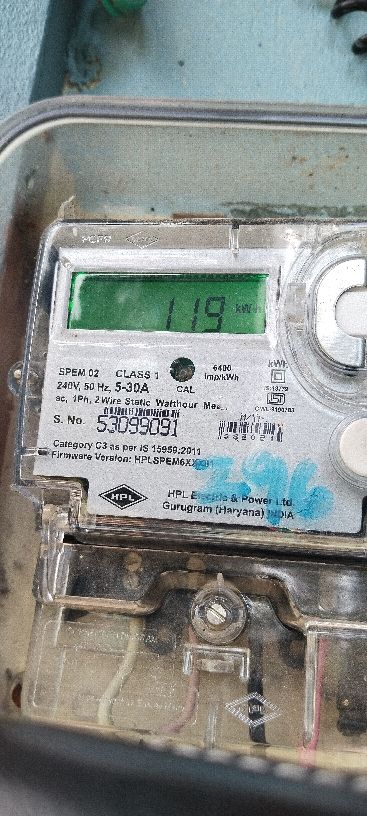 119 kWh
SPEM 02 CLASS 1 6400 kWh
240V, 50 Hz, 5-30A CAL imp/kWh
ac, 1Ph, 2 Wire Static Watthour
S. No. 53099091
Category C3 as per IS 15959:2011
Firmware Version:
396
HPL
HPL Electric & Power Ltd.
Gurugram (Haryana) INDIA